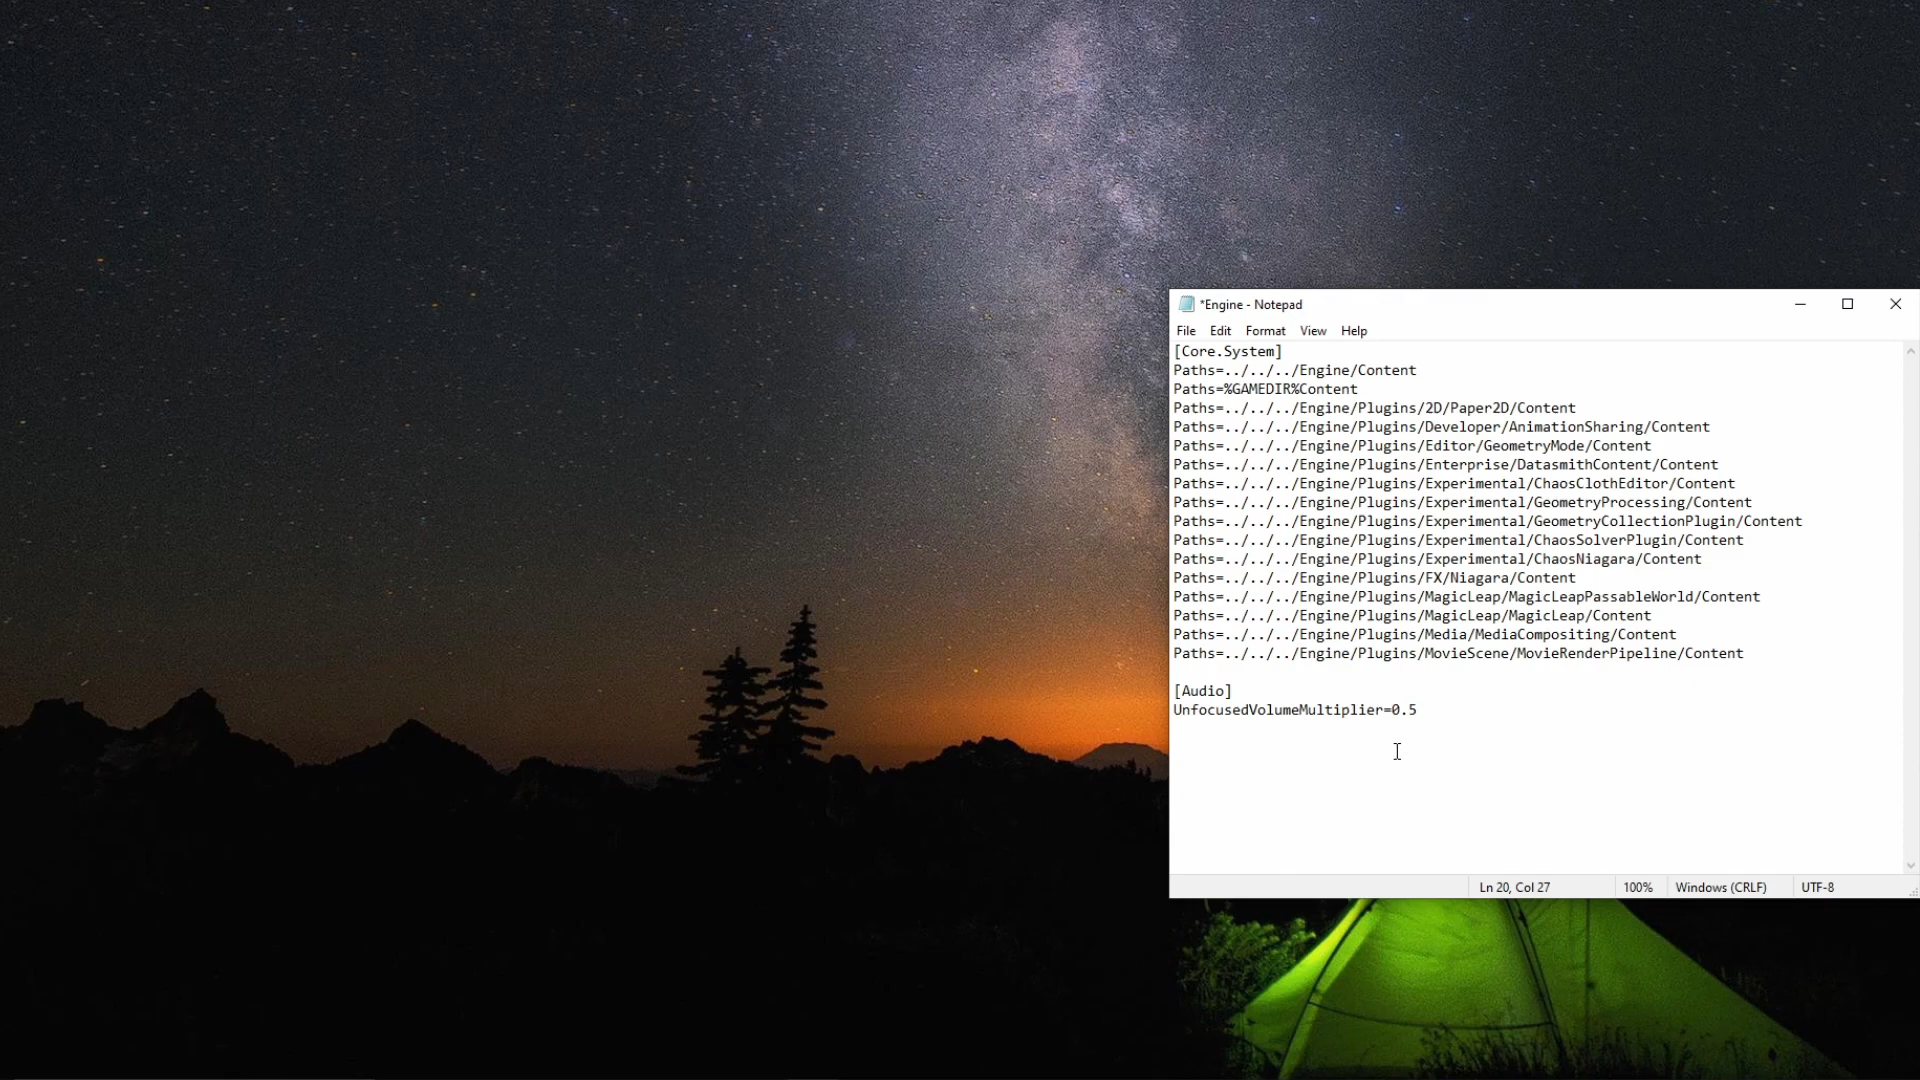 *Engine - Notepad
File Edit Format View Help
[Core.System]
Paths=../../../Engine/Content
Paths=%GAMEDIR%Content
Paths=../../../Engine/Plugins/2D/Paper2D/Content
Paths=../../../Engine/Plugins/Developer/AnimationSharing/Content
Paths=../../../Engine/Plugins/Editor/GeometryMode/Content
Paths=../../../Engine/Plugins/Enterprise/DatasmithContent/Content
Paths=../../../Engine/Plugins/Experimental/ChaosClothEditor/Content
Paths=../../../Engine/Plugins/Experimental/GeometryProcessing/Content
Paths=../../../Engine/Plugins/Experimental/GeometryCollectionPlugin/Content
Paths=../../../Engine/Plugins/Experimental/ChaosSolverPlugin/Content
Paths=../../../Engine/Plugins/Experimental/ChaosNiagara/Content
Paths=../../../Engine/Plugins/FX/Niagara/Content
Paths=../../../Engine/Plugins/MagicLeap/MagicLeapPassableWorld/Content
Paths=../../../Engine/Plugins/MagicLeap/MagicLeap/Content
Paths=../../../Engine/Plugins/Media/MediaCompositing/Content
Paths=../../../Engine/Plugins/MovieScene/MovieRenderPipeline/Content
[Audio]
UnfocusedVolumeMultiplier=0.5
Ln 20, Col 27 100% Windows (CRLF) UTF-8